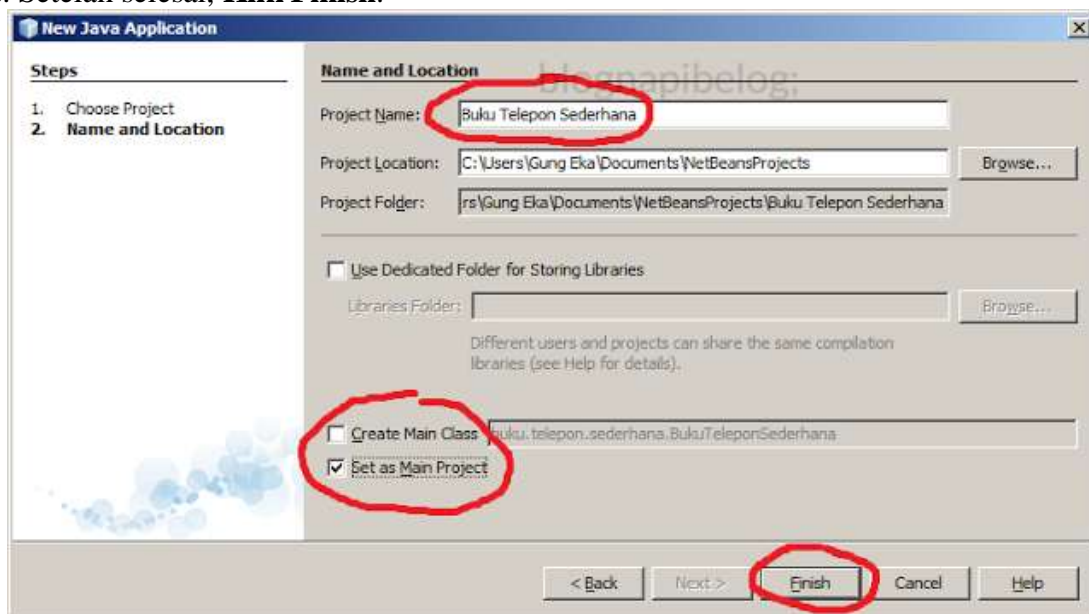 Setelah selesai, Klik Finish.
New Java Application
Steps
1. Choose Project
2. Name and Location
Name and Location
blognapibelog;
Project Name: Buku Telepon Sederhana
Project Location: C:\Users\Gung Eka\Documents\NetBeansProjects Browse...
Project Folder: rs\Gung Eka\Documents\NetBeansProjects\Buku Telepon Sederhana
Use Dedicated Folder for Storing Libraries
Libraries Folder: Browse...
Different users and projects can share the same compilation
libraries (see Help for details).
Create Main Class buku.telepon.sederhana.BukuTeleponSederhana
Set as Main Project
< Back Next > Finish Cancel Help